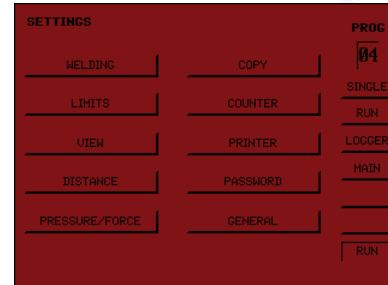 SETTINGS
PROG
04
WELDING
COPY
SINGLE
LIMITS
COUNTER
RUN
VIEW
PRINTER
LOGGER
DISTANCE
PASSWORD
MAIN
PRESSURE/FORCE
GENERAL
RUN